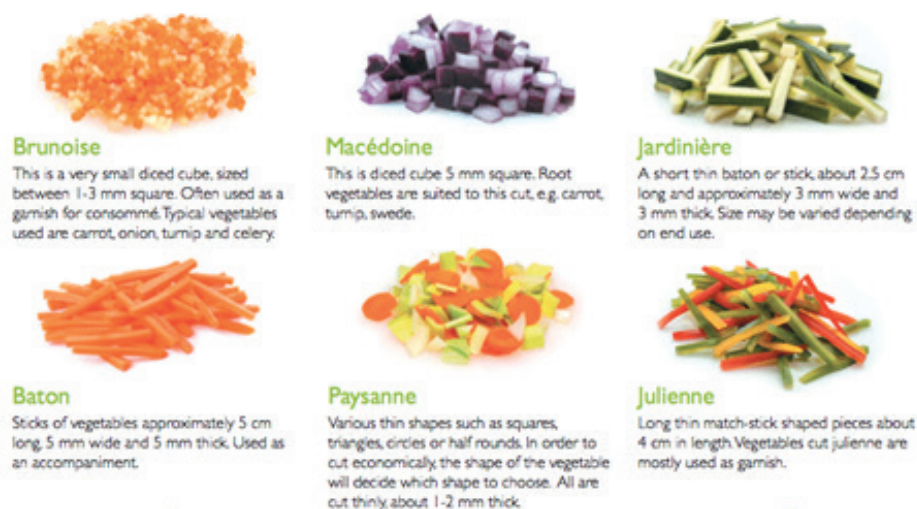 Brunoise
This is a very small diced cube, sized
between 1-3 mm square. Often used as a
garnish for consommé. Typical vegetables
used are carrot, onion, turnip and celery.
Macédoine
This is diced cube 5 mm square. Root
vegetables are suited to this cut, e.g. carrot,
turnip, swede.
Jardinière
A short thin baton or stick, about 2.5 cm
long and approximately 3 mm wide and
3 mm thick. Size may be varied depending
on end use.
Baton
Sticks of vegetables approximately 5 cm
long, 5 mm wide and 5 mm thick. Used as
an accompaniment.
Paysanne
Various thin shapes such as squares,
triangles, circles or half rounds. In order to
cut economically, the shape of the vegetable
will decide which shape to choose. All are
cut thinly, about 1-2 mm thick.
Julienne
Long thin match-stick shaped pieces about
4 cm in length. Vegetables cut julienne are
mostly used as garnish.